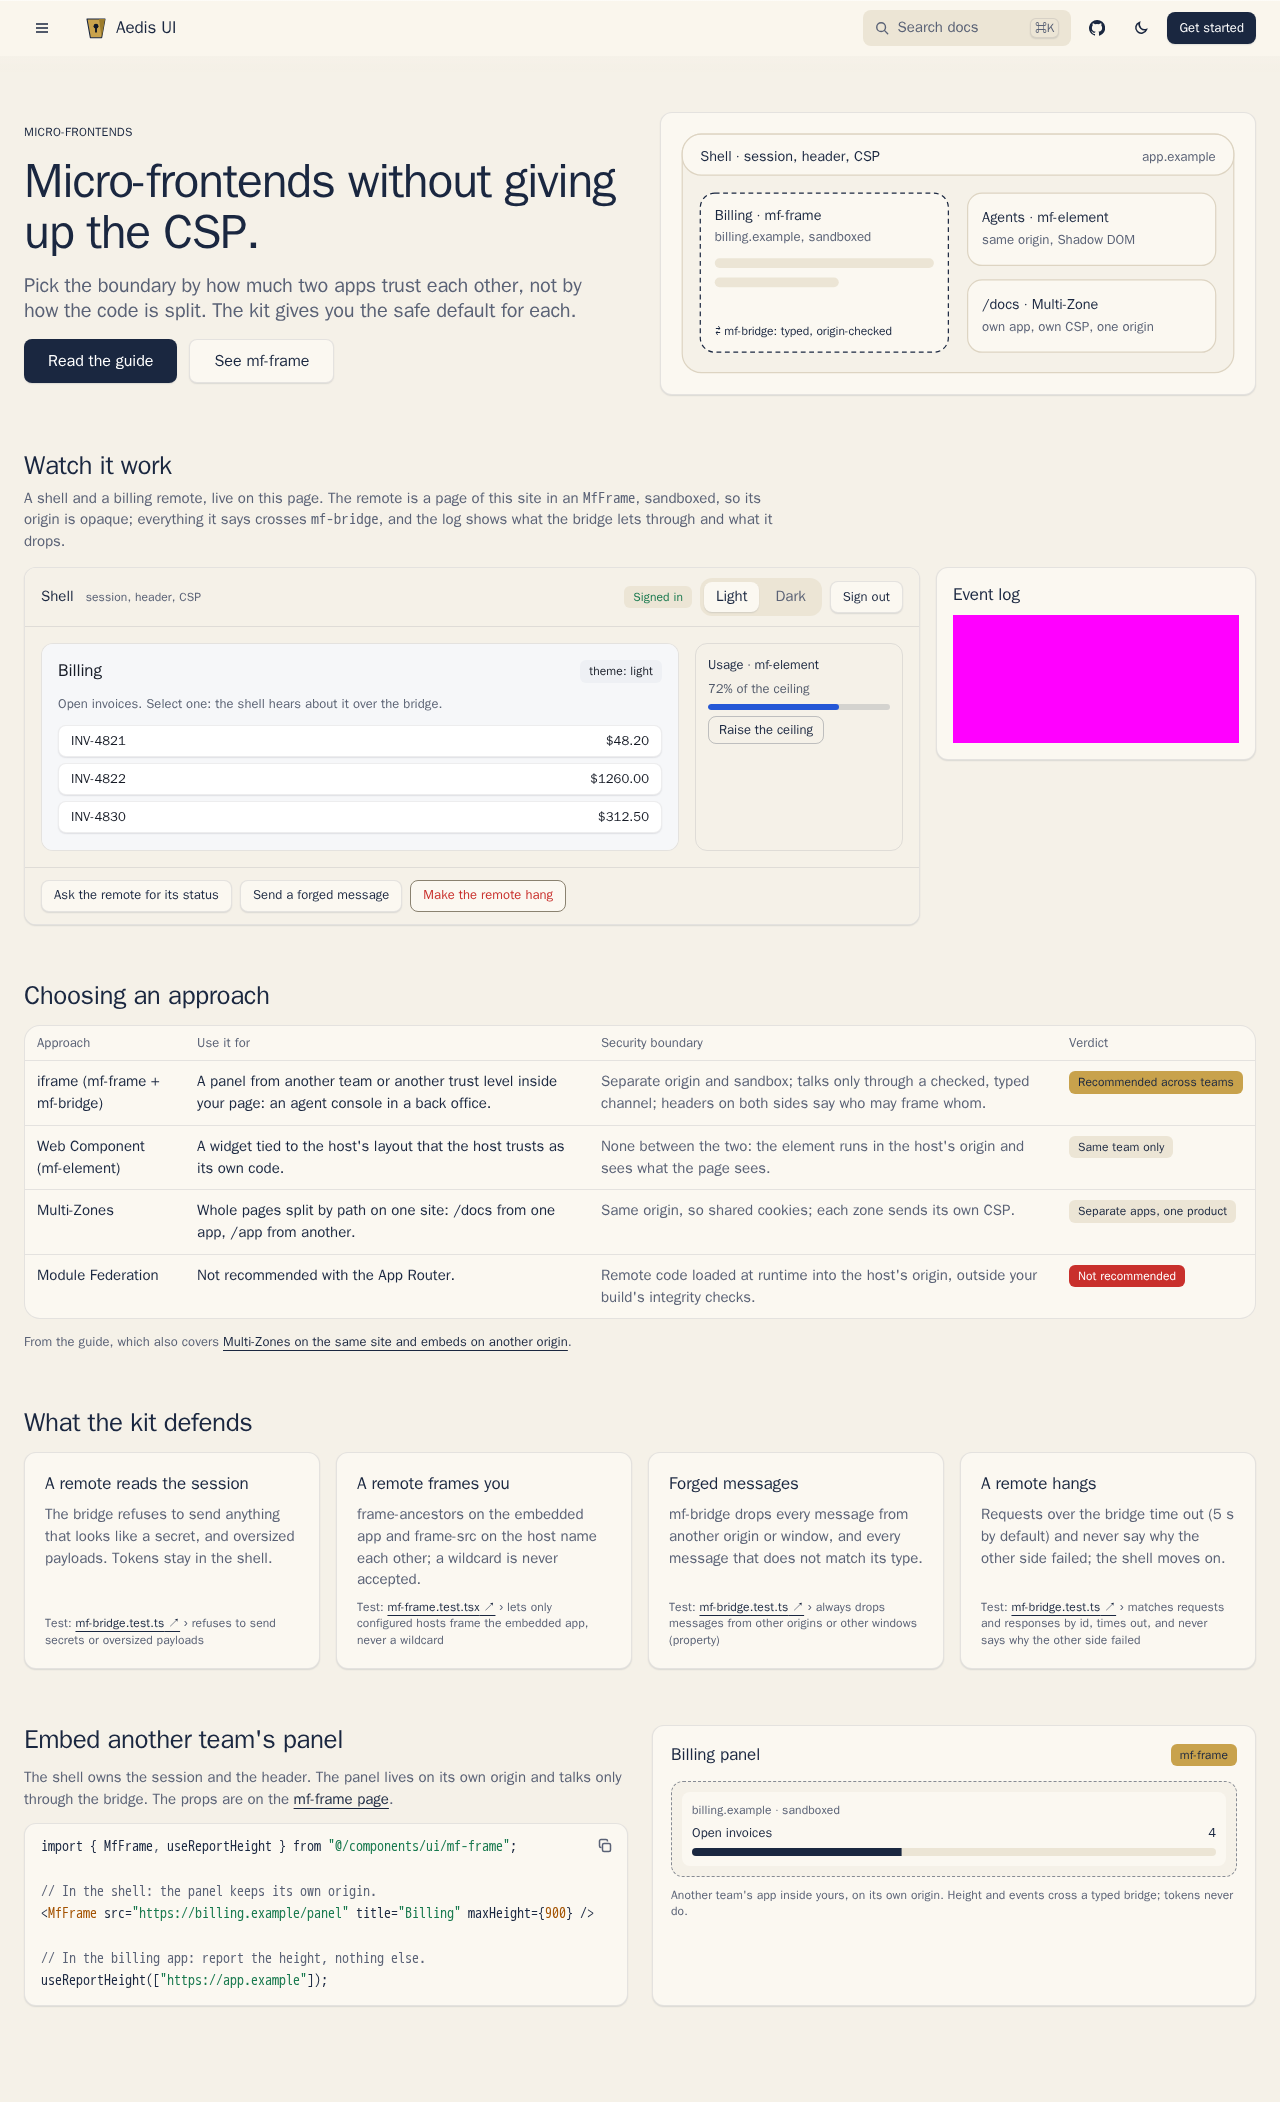 Aedis UI
Search docs
⌘K
Get started
MICRO-FRONTENDS
Micro-frontends without giving
up the CSP.
Pick the boundary by how much two apps trust each other, not by
how the code is split. The kit gives you the safe default for each.
Read the guide
See mf-frame
Shell · session, header, CSP
app.example
Billing · mf-frame
billing.example, sandboxed
mf-bridge: typed, origin-checked
Agents · mf-element
same origin, Shadow DOM
/docs · Multi-Zone
own app, own CSP, one origin
Watch it work
A shell and a billing remote, live on this page. The remote is a page of this site in an MfFrame, sandboxed, so its
origin is opaque; everything it says crosses mf-bridge, and the log shows what the bridge lets through and what it
drops.
Shell session, header, CSP
Signed in
Light
Dark
Sign out
Billing
theme: light
Open invoices. Select one: the shell hears about it over the bridge.
INV-4821 $48.20
INV-4822 $1260.00
INV-4830 $312.50
Usage · mf-element
72% of the ceiling
Raise the ceiling
Ask the remote for its status
Send a forged message
Make the remote hang
Event log
Choosing an approach
Approach Use it for Security boundary Verdict
iframe (mf-frame +
mf-bridge)
A panel from another team or another trust level inside
your page: an agent console in a back office.
Separate origin and sandbox; talks only through a checked, typed
channel; headers on both sides say who may frame whom.
Recommended across teams
Web Component
(mf-element)
A widget tied to the host's layout that the host trusts as
its own code.
None between the two: the element runs in the host's origin and
sees what the page sees.
Same team only
Multi-Zones
Whole pages split by path on one site: /docs from one
app, /app from another.
Same origin, so shared cookies; each zone sends its own CSP.
Separate apps, one product
Module Federation
Not recommended with the App Router.
Remote code loaded at runtime into the host's origin, outside your
build's integrity checks.
Not recommended
From the guide, which also covers Multi-Zones on the same site and embeds on another origin.
What the kit defends
A remote reads the session
The bridge refuses to send anything
that looks like a secret, and oversized
payloads. Tokens stay in the shell.
Test: mf-bridge.test.ts ↗ › refuses to send
secrets or oversized payloads
A remote frames you
frame-ancestors on the embedded
app and frame-src on the host name
each other; a wildcard is never
accepted.
Test: mf-frame.test.tsx ↗ › lets only
configured hosts frame the embedded app,
never a wildcard
Forged messages
mf-bridge drops every message from
another origin or window, and every
message that does not match its type.
Test: mf-bridge.test.ts ↗ › always drops
messages from other origins or other windows
(property)
A remote hangs
Requests over the bridge time out (5 s
by default) and never say why the
other side failed; the shell moves on.
Test: mf-bridge.test.ts ↗ › matches requests
and responses by id, times out, and never
says why the other side failed
Embed another team's panel
The shell owns the session and the header. The panel lives on its own origin and talks only
through the bridge. The props are on the mf-frame page.
import { MfFrame, useReportHeight } from "@/components/ui/mf-frame";
// In the shell: the panel keeps its own origin.
<MfFrame src="https://billing.example/panel" title="Billing" maxHeight={900} />
// In the billing app: report the height, nothing else.
useReportHeight(["https://app.example"]);
Billing panel
mf-frame
billing.example · sandboxed
Open invoices 4
Another team's app inside yours, on its own origin. Height and events cross a typed bridge; tokens never
do.